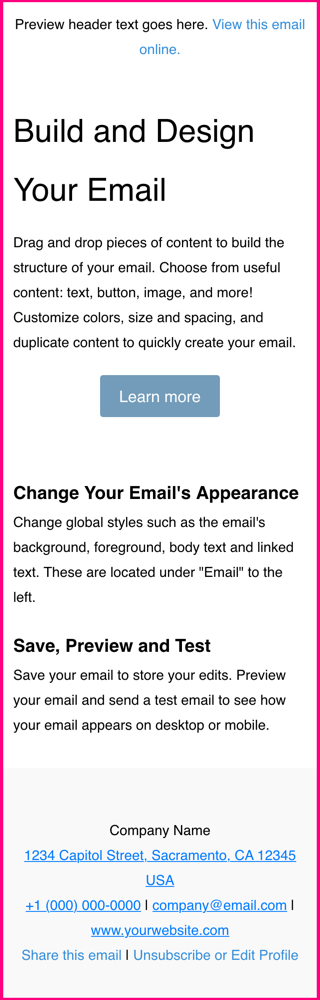 Preview header text goes here. View this email
online.
Build and Design
Your Email
Drag and drop pieces of content to build the
structure of your email. Choose from useful
content: text, button, image, and more!
Customize colors, size and spacing, and
duplicate content to quickly create your email.
Learn more
Change Your Email's Appearance
Change global styles such as the email's
background, foreground, body text and linked
text. These are located under "Email" to the
left.
Save, Preview and Test
Save your email to store your edits. Preview
your email and send a test email to see how
your email appears on desktop or mobile.
Company Name
1234 Capitol Street, Sacramento, CA 12345
USA
+1 (000) 000-0000 | company@email.com |
www.yourwebsite.com
Share this email | Unsubscribe or Edit Profile